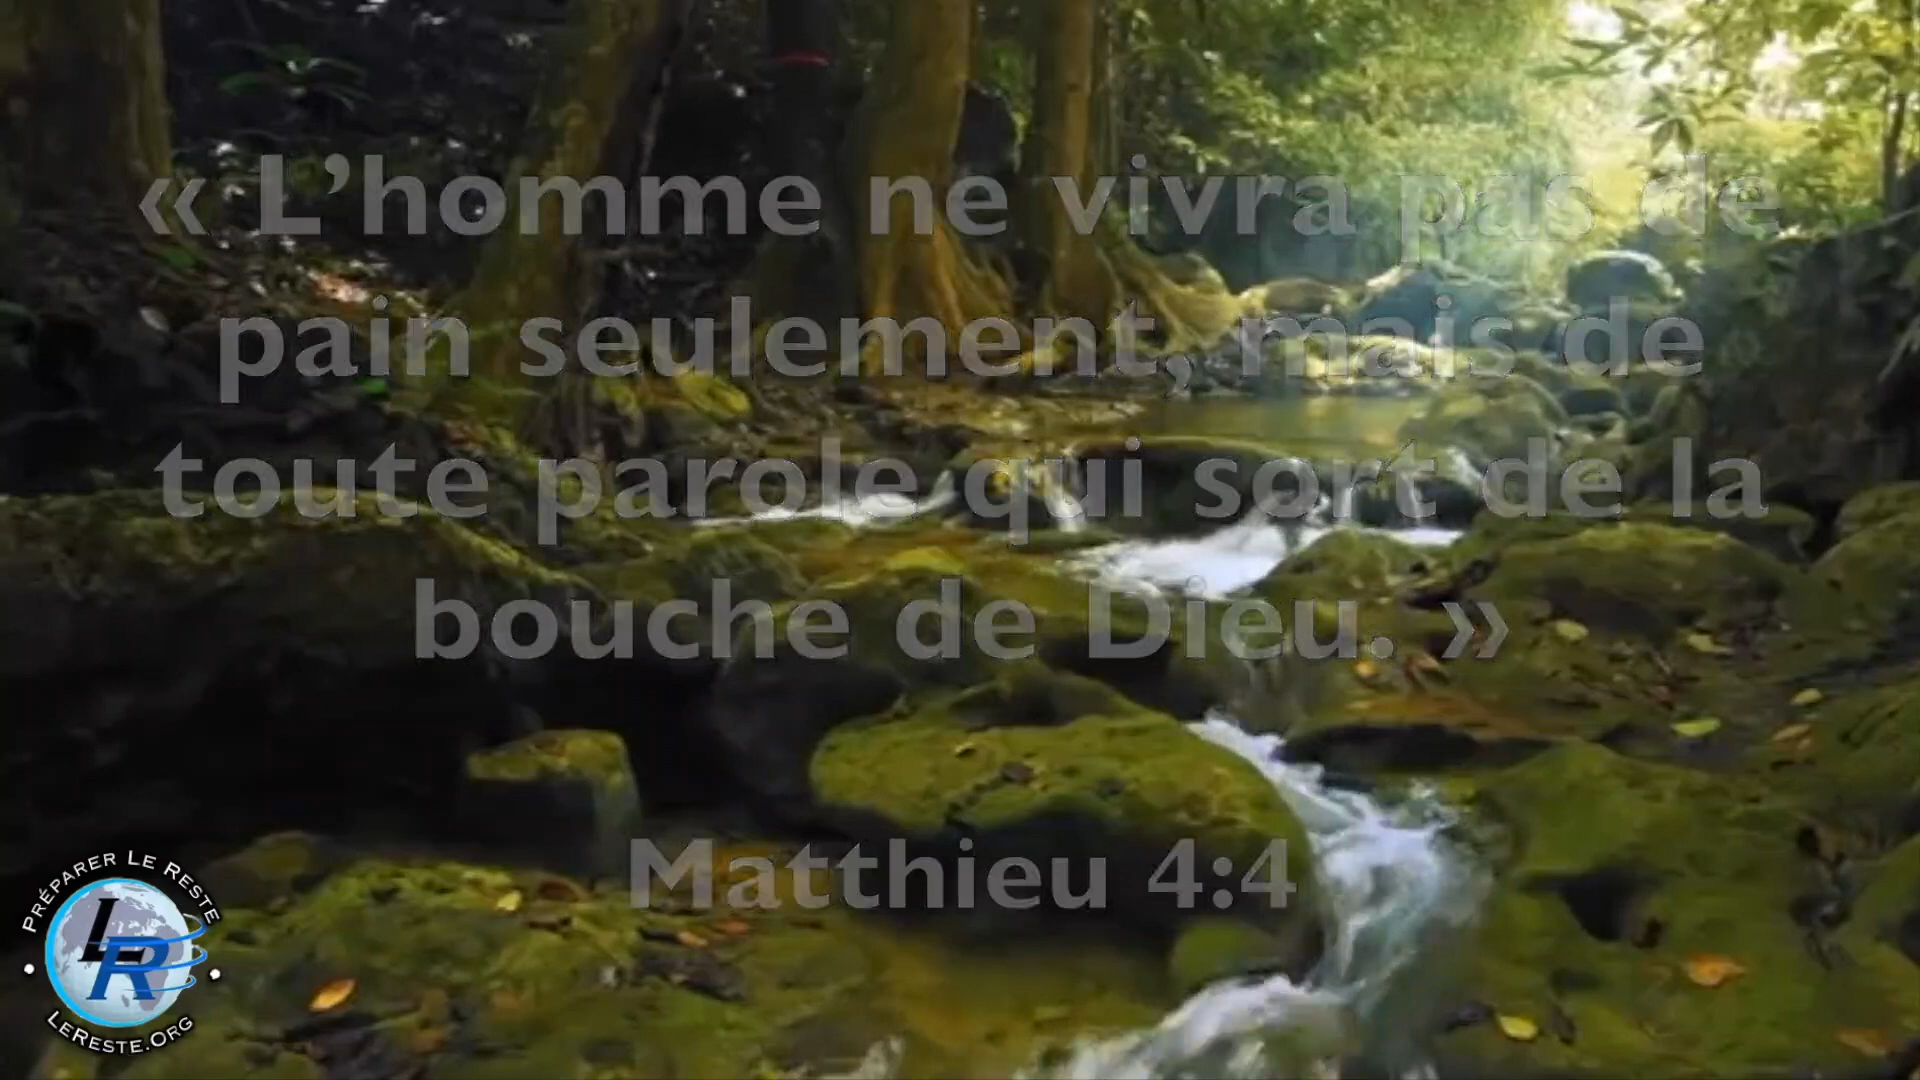 « L’homme ne vivra pas de
pain seulement, mais de
toute parole qui sort de la
bouche de Dieu. »
Matthieu 4:4
PRÉPARER LE RESTE
LR
LERESTE.ORG